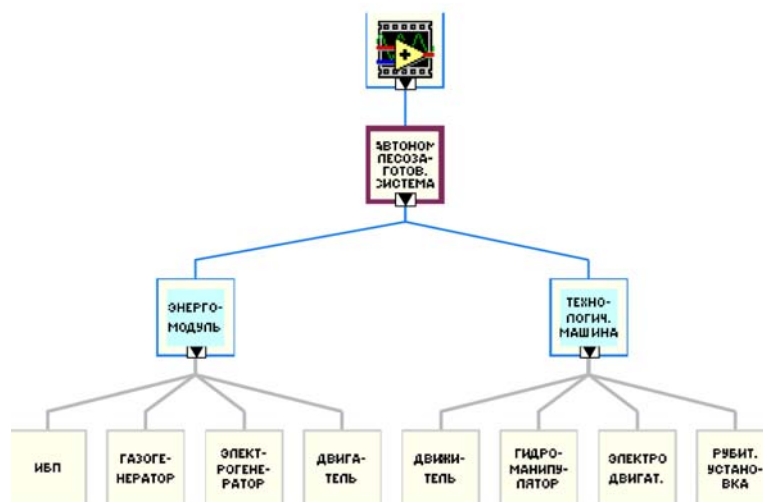 АВТОНОМ
ЛЕСОЗА-
ГОТОВ.
СИСТЕМА
ЭНЕРГО-
МОДУЛЬ
ТЕХНО-
ЛОГИЧ.
МАШИНА
ИБП
ГАЗОГЕ-
НЕРАТОР
ЭЛЕКТ-
РОГЕНЕ-
РАТОР
ДВИГА-
ТЕЛЬ
ДВИЖИ-
ТЕЛЬ
ГИДРО-
МАНИПУ-
ЛЯТОР
ЭЛЕКТРО
ДВИГАТ.
РУБИТ.
УСТАНО-
ВКА